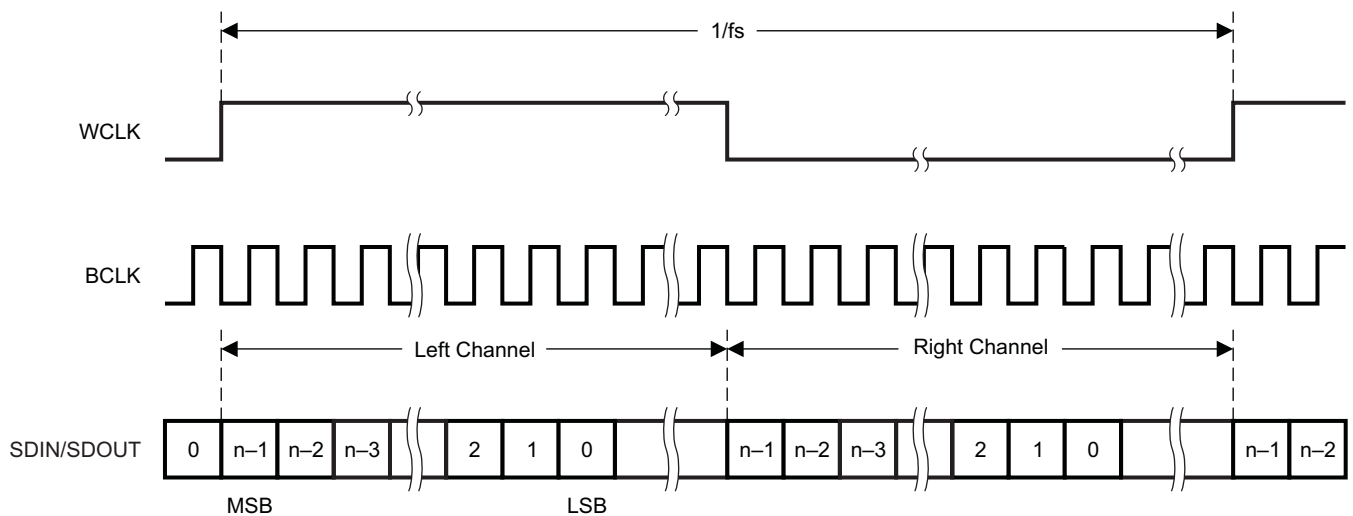 1/fs
WCLK
BCLK
Left Channel
Right Channel
SDIN/SDOUT
0 n–1 n–2 n–3 2 1 0 n–1 n–2 n–3 2 1 0 n–1 n–2
MSB LSB